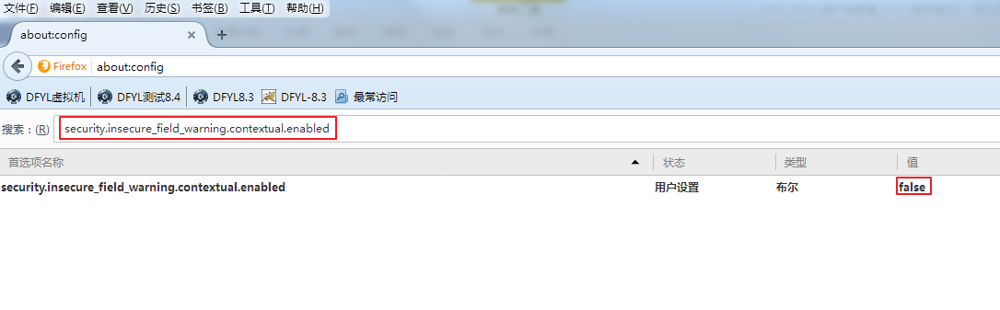 文件(F) 编辑(E) 查看(V) 历史(S) 书签(B) 工具(T) 帮助(H)
about:config × +
Firefox about:config
DFYL虚拟机 DFYL测试8.4 DFYL8.3 DFYL-8.3 最常访问
搜索：(R) security.insecure_field_warning.contextual.enabled
首选项名称 状态 类型 值
security.insecure_field_warning.contextual.enabled 用户设置 布尔 false